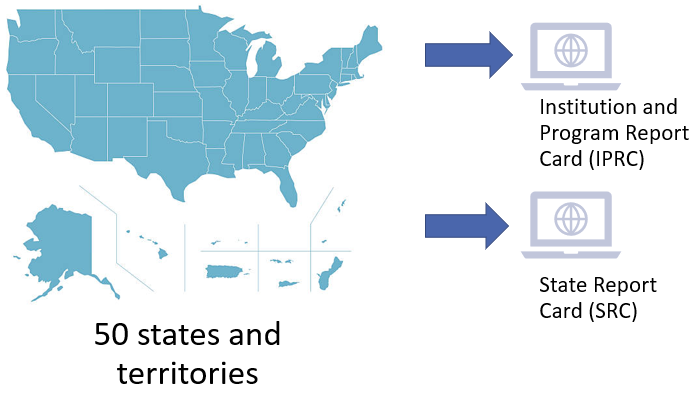 Institution and
Program Report
Card (IPRC)
State Report
Card (SRC)
50 states and
territories